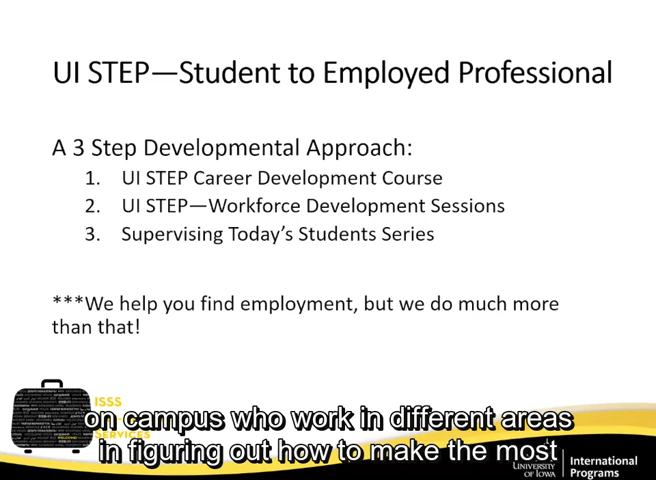 UI STEP—Student to Employed Professional
A 3 Step Developmental Approach:
1. UI STEP Career Development Course
2. UI STEP—Workforce Development Sessions
3. Supervising Today's Students Series
***We help you find employment, but we do much more
than that!
ISSS
SERVICES
on campus who work in different areas
in figuring out how to make the most
UNIVERSITY
OF IOWA
International
Programs